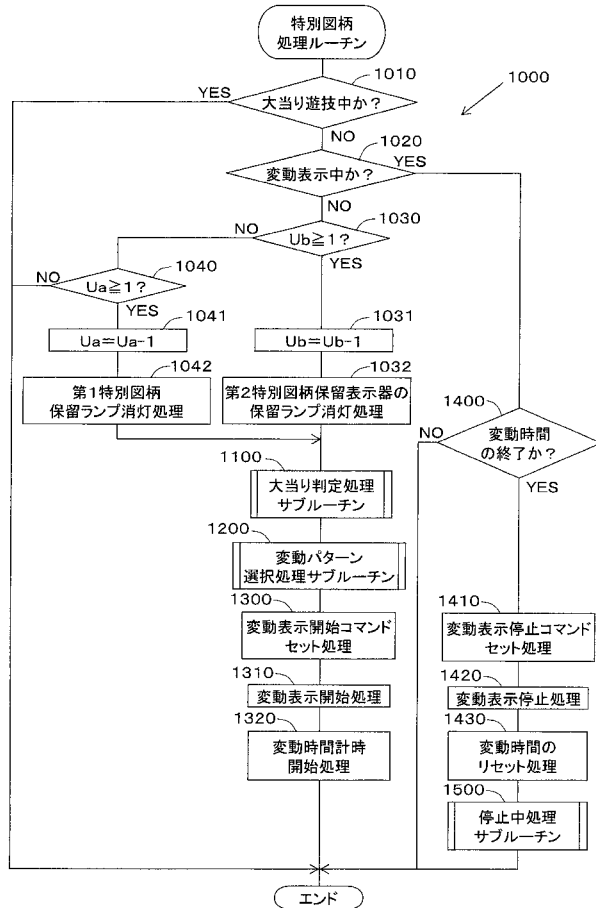 特別図柄
処理ルーチン
1010
1000
YES
大当り遊技中か?
NO
1020
YES
変動表示中か?
NO
1030
NO
Ub≧1?
1040
YES
NO
Ua≧1?
YES
1041
1031
Ua=Ua-1
Ub=Ub-1
1042
1032
第1特別図柄
保留ランプ消灯処理
第2特別図柄保留表示器の
保留ランプ消灯処理
1400
NO
変動時間
の終了か?
YES
1100
大当り判定処理
サブルーチン
1200
変動パターン
選択処理サブルーチン
1300
変動表示開始コマンド
セット処理
1410
変動表示停止コマンド
セット処理
1310
変動表示開始処理
1420
変動表示停止処理
1320
変動時間計時
開始処理
1430
変動時間の
リセット処理
1500
停止中処理
サブルーチン
エンド